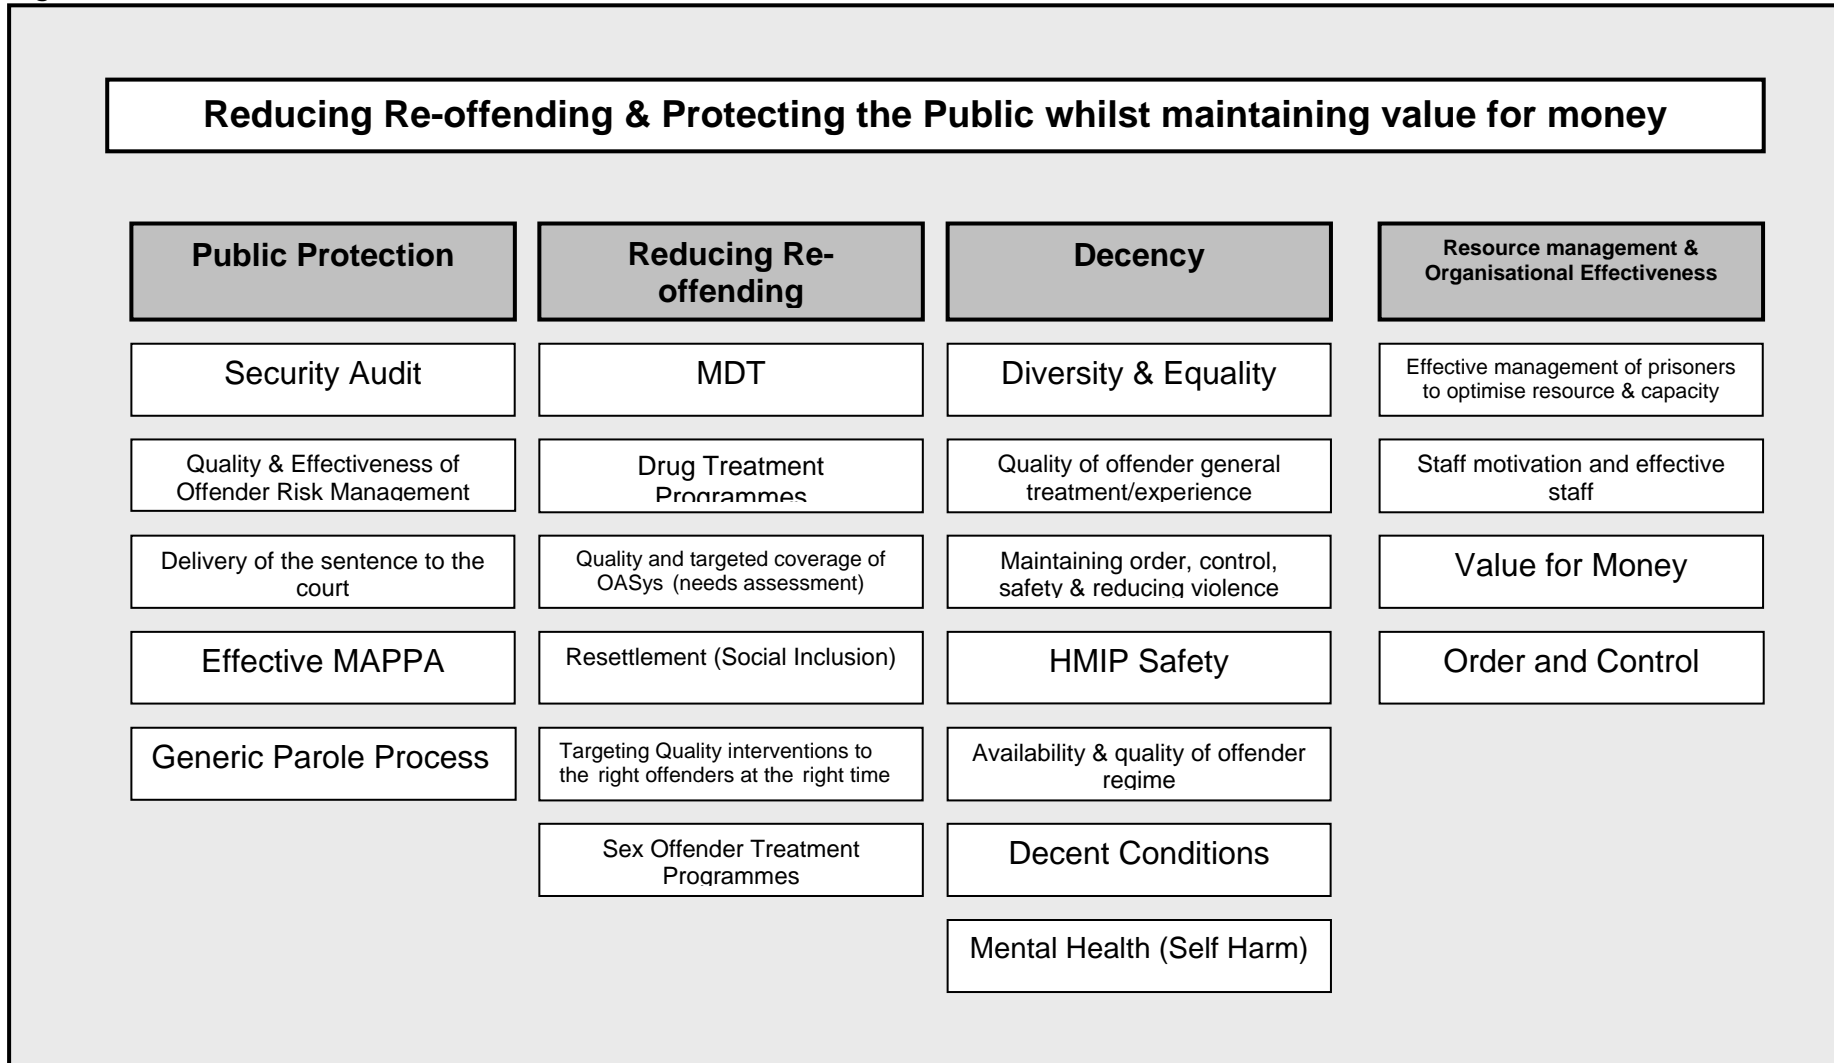 Reducing Re-offending & Protecting the Public whilst maintaining value for money
Public Protection
Security Audit
Quality & Effectiveness of
Offender Risk Management
Delivery of the sentence to the
court
Effective MAPPA
Generic Parole Process
Reducing Re-
offending
MDT
Drug Treatment
Programmes
Quality and targeted coverage of
OASys (needs assessment)
Resettlement (Social Inclusion)
Targeting Quality interventions to
the right offenders at the right time
Sex Offender Treatment
Programmes
Decency
Diversity & Equality
Quality of offender general
treatment/experience
Maintaining order, control,
safety & reducing violence
HMIP Safety
Availability & quality of offender
regime
Decent Conditions
Mental Health (Self Harm)
Resource management &
Organisational Effectiveness
Effective management of prisoners
to optimise resource & capacity
Staff motivation and effective
staff
Value for Money
Order and Control